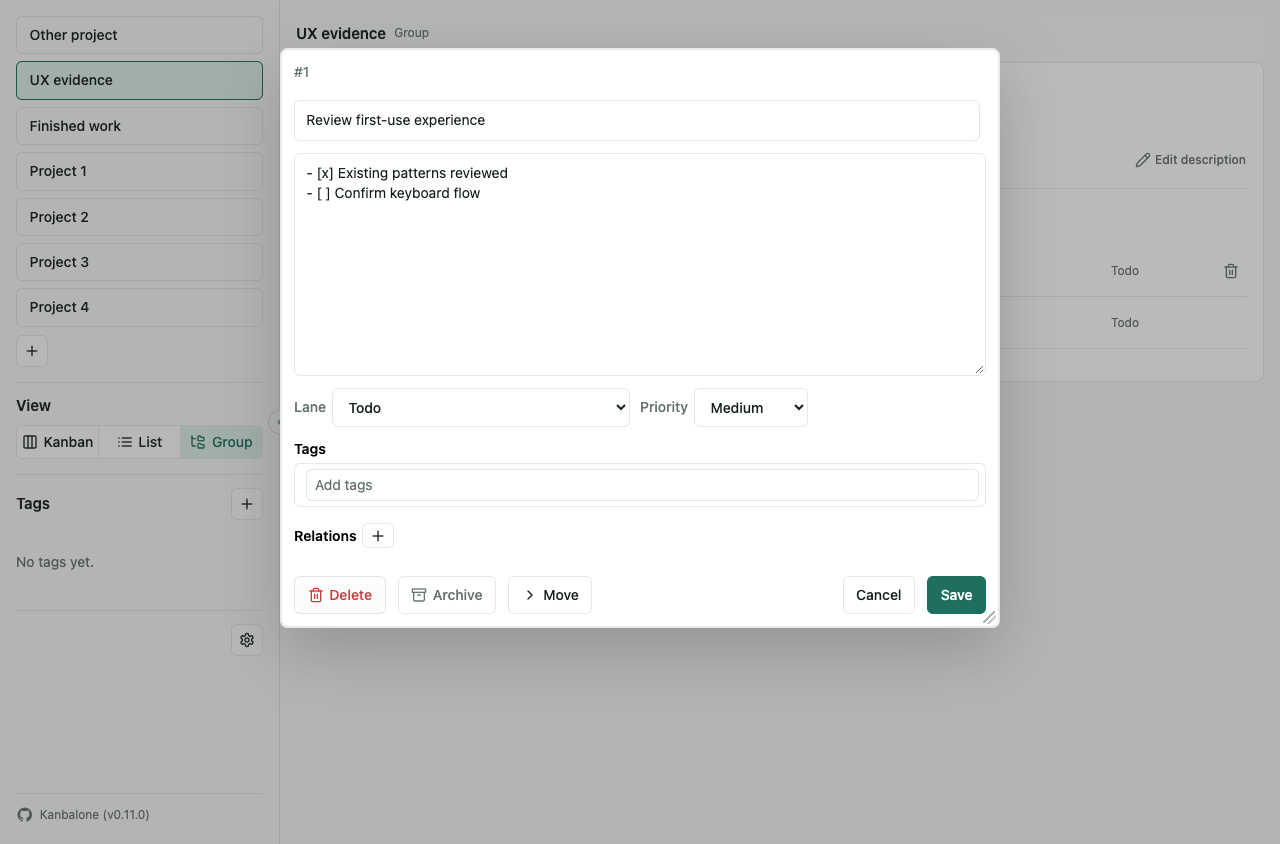 Other project
UX evidence
Finished work
Project 1
Project 2
Project 3
Project 4
View
Kanban
List
Group
Tags
No tags yet.
Kanbalone (v0.11.0)
UX evidence Group
Edit description
Todo
Todo
#1
Review first-use experience
- [x] Existing patterns reviewed
- [ ] Confirm keyboard flow
Lane Todo Priority Medium
Tags
Add tags
Relations
Delete Archive Move Cancel Save